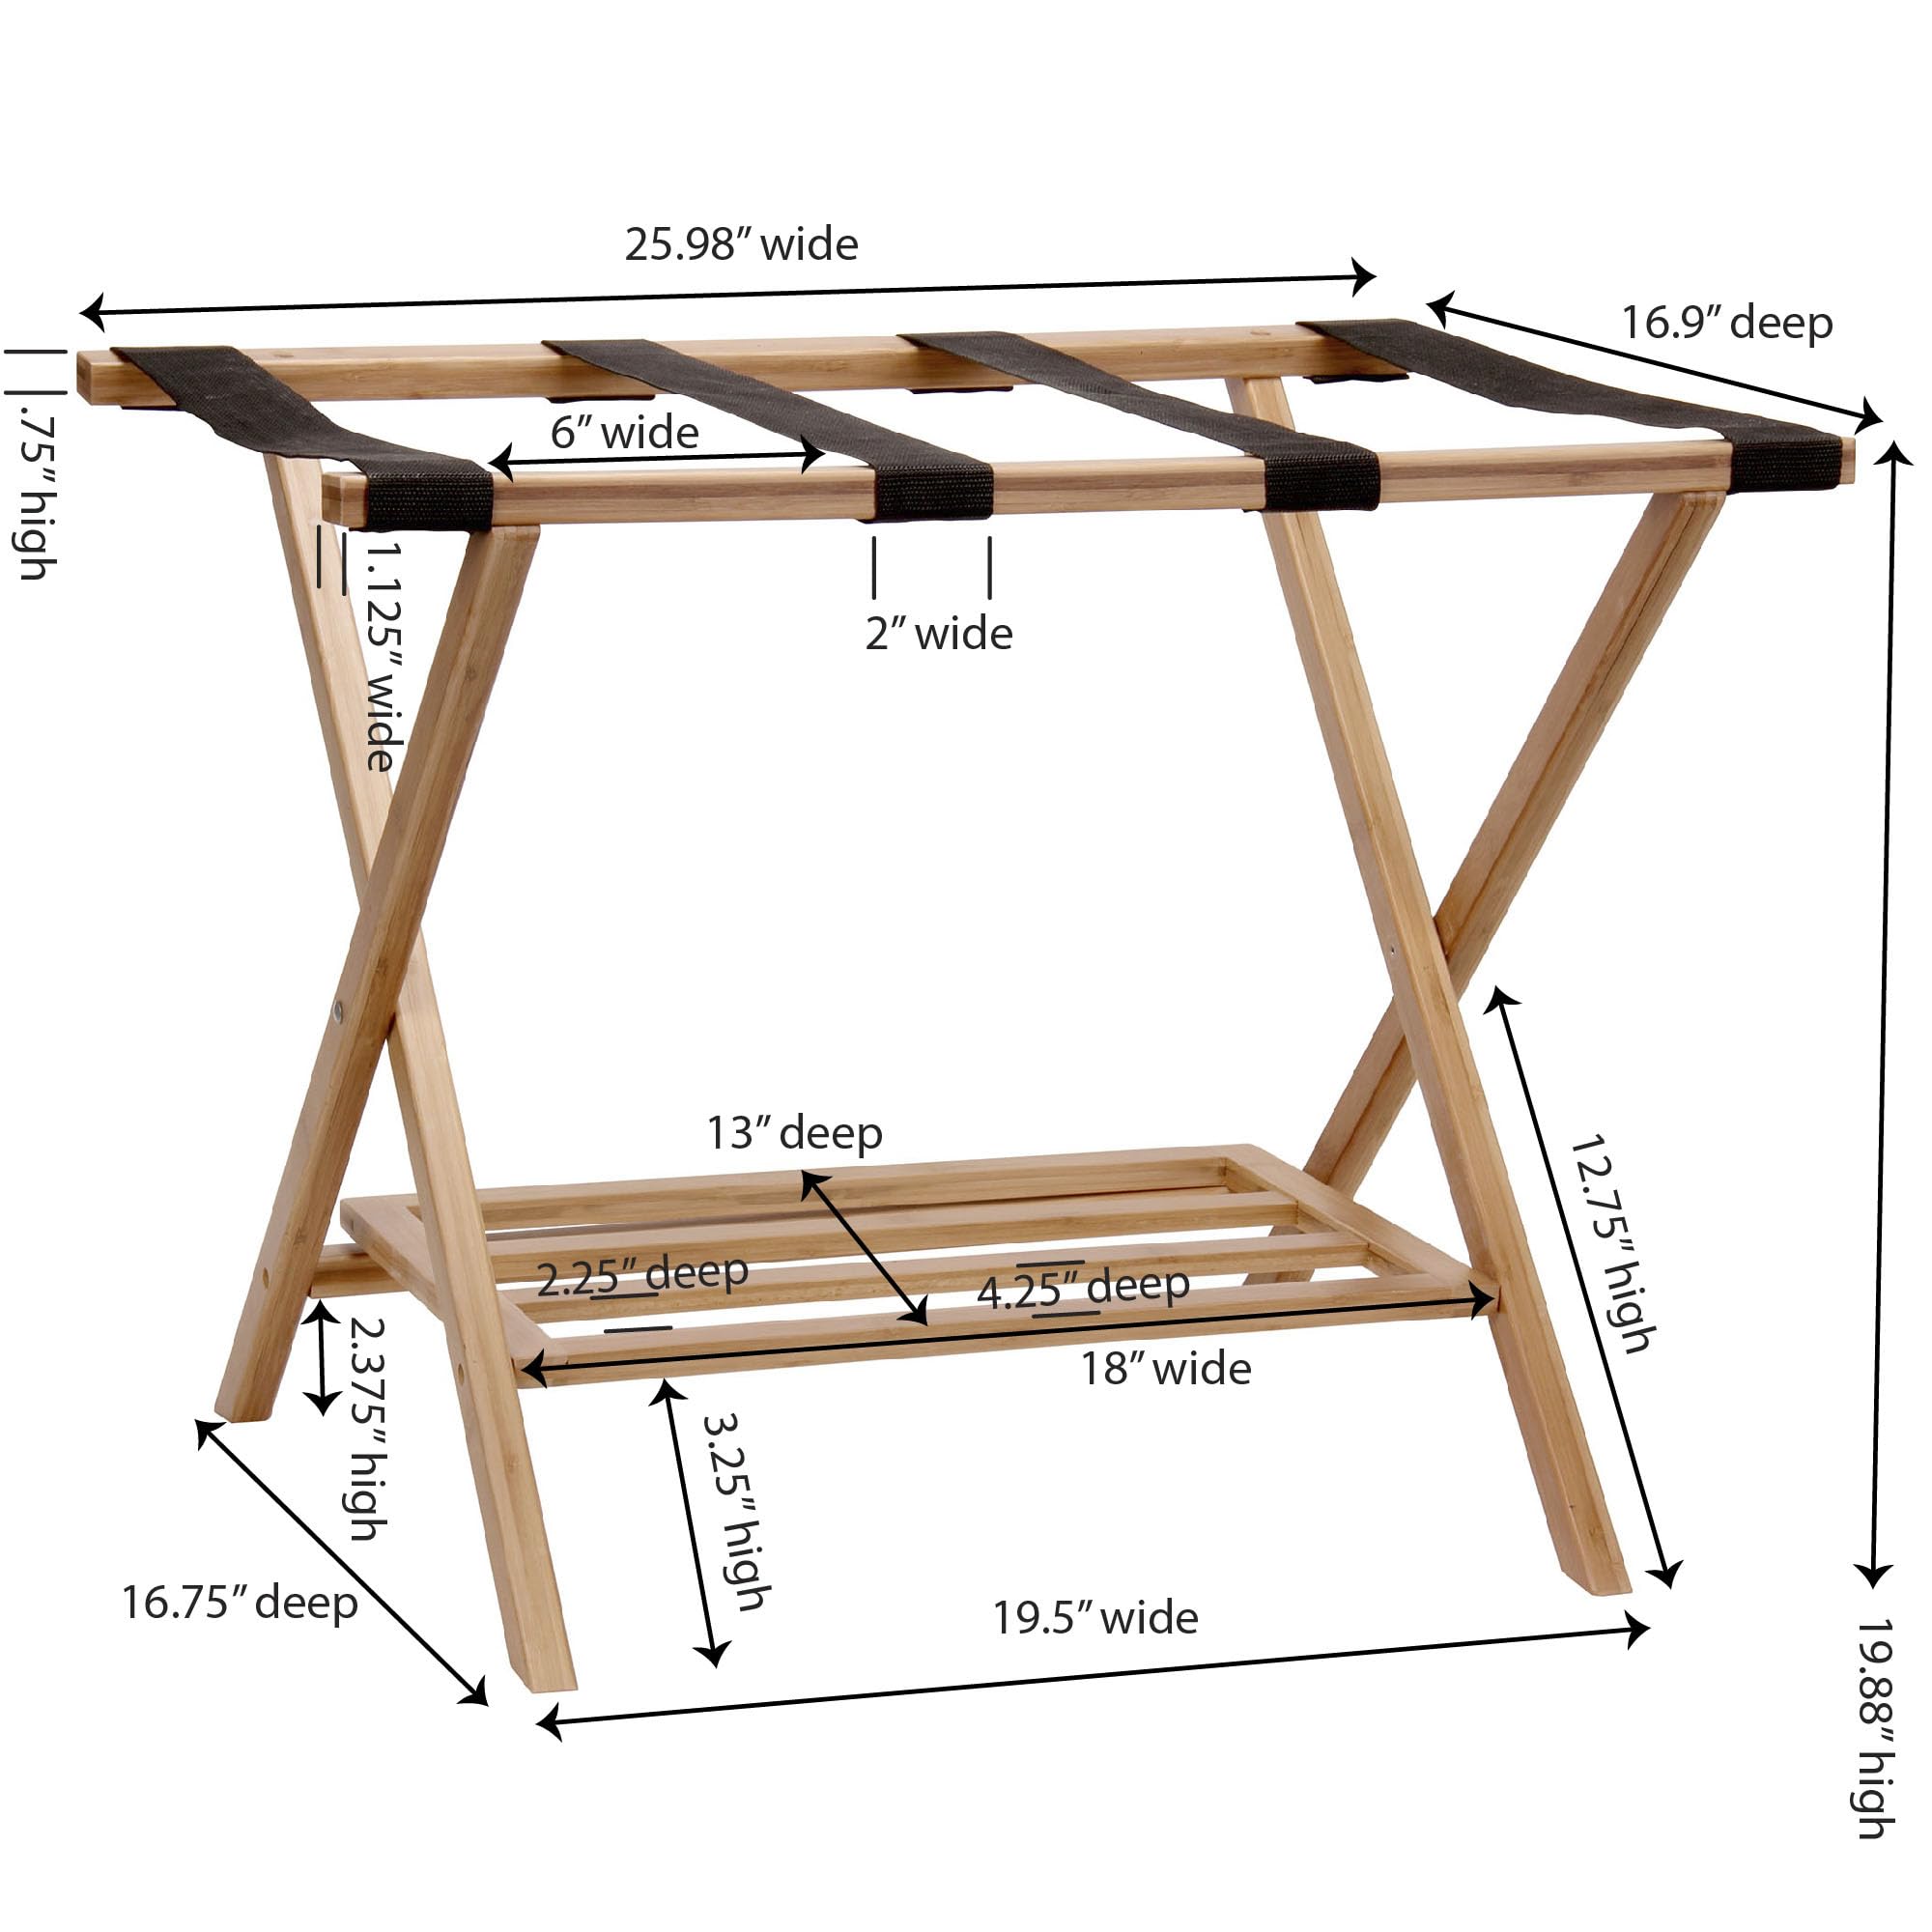 25.98” wide
16.9” deep
.75” high
6” wide
1.125” wide
2” wide
13” deep
12.75” high
2.25” deep
4.25” deep
18” wide
2.375” high
3.25” high
16.75” deep
19.5” wide
19.88” high